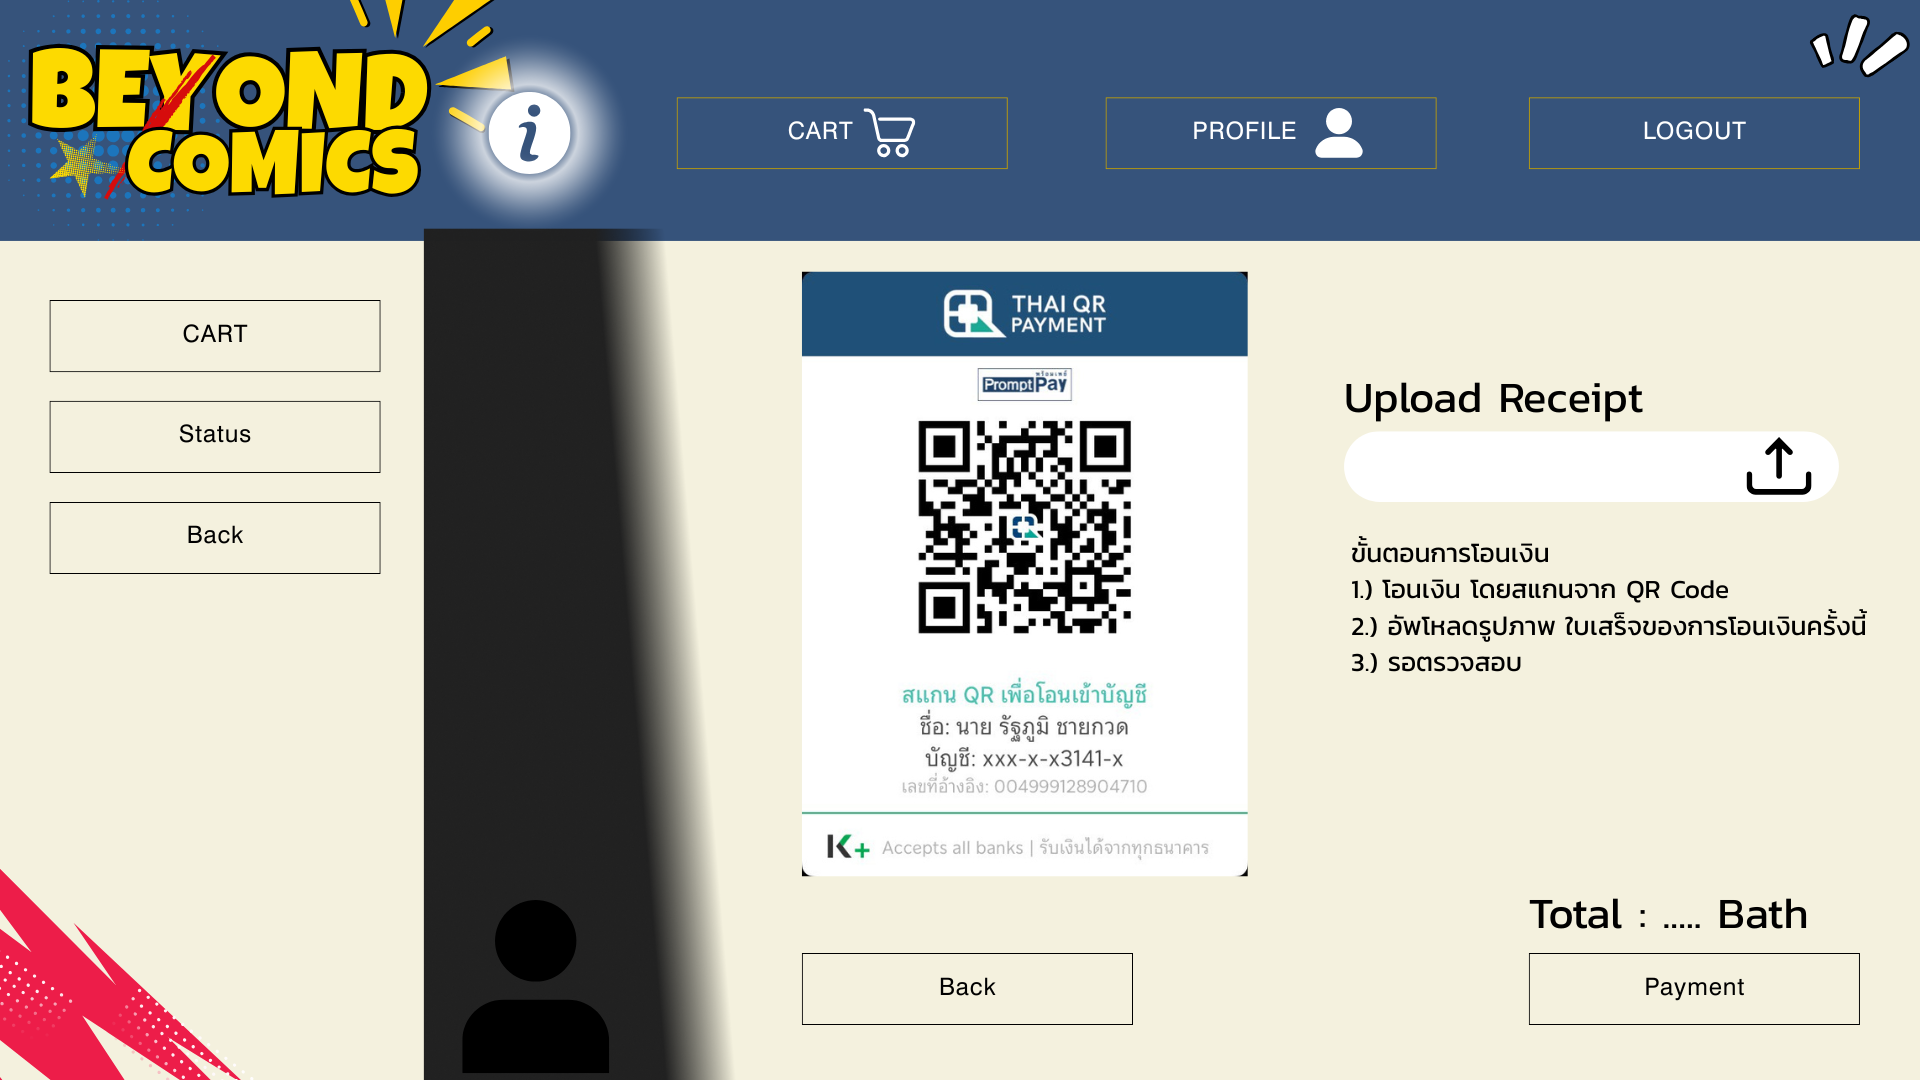 BEYOND
COMICS
i
CART
PROFILE
LOGOUT
CART
Status
Back
THAI QR
PAYMENT
พร้อมเพย์
PromptPay
สแกน QR เพื่อโอนเข้าบัญชี
ชื่อ: นาย รัฐภูมิ ชายกวด
บัญชี: xxx-x-x3141-x
เลขที่อ้างอิง: 004999128904710
K+ Accepts all banks | รับเงินได้จากทุกธนาคาร
Upload Receipt
ขั้นตอนการโอนเงิน
1.) โอนเงิน โดยสแกนจาก QR Code
2.) อัพโหลดรูปภาพ ใบเสร็จของการโอนเงินครั้งนี้
3.) รอตรวจสอบ
Total : ..... Bath
Back
Payment